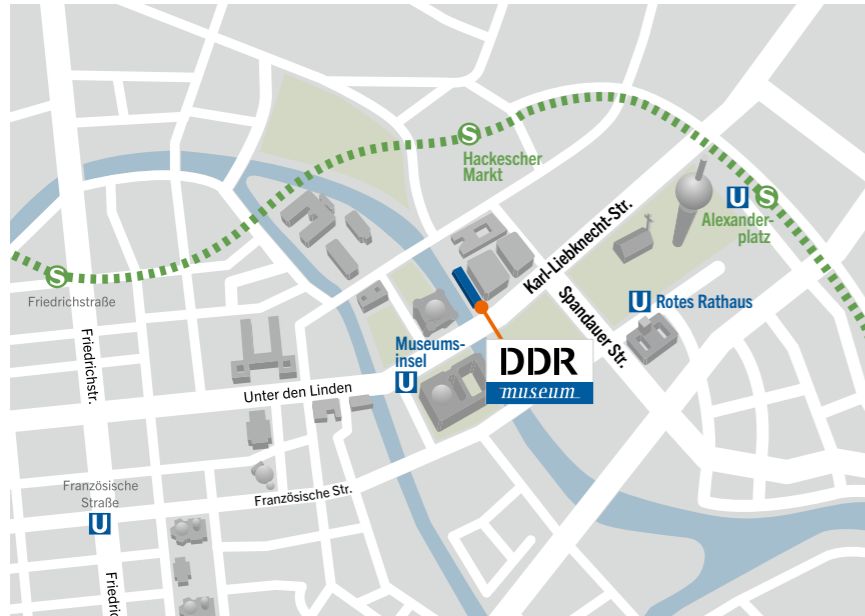 S
Hackescher
Markt
Karl-Liebknecht-Str.
U
S
Alexander-
platz
S
Friedrichstraße
Spandauer Str.
U Rotes Rathaus
Friedrichstr.
Museums-
insel
U
DDR
museum
Unter den Linden
Französische
Straße
U
Französische Str.
Friedric